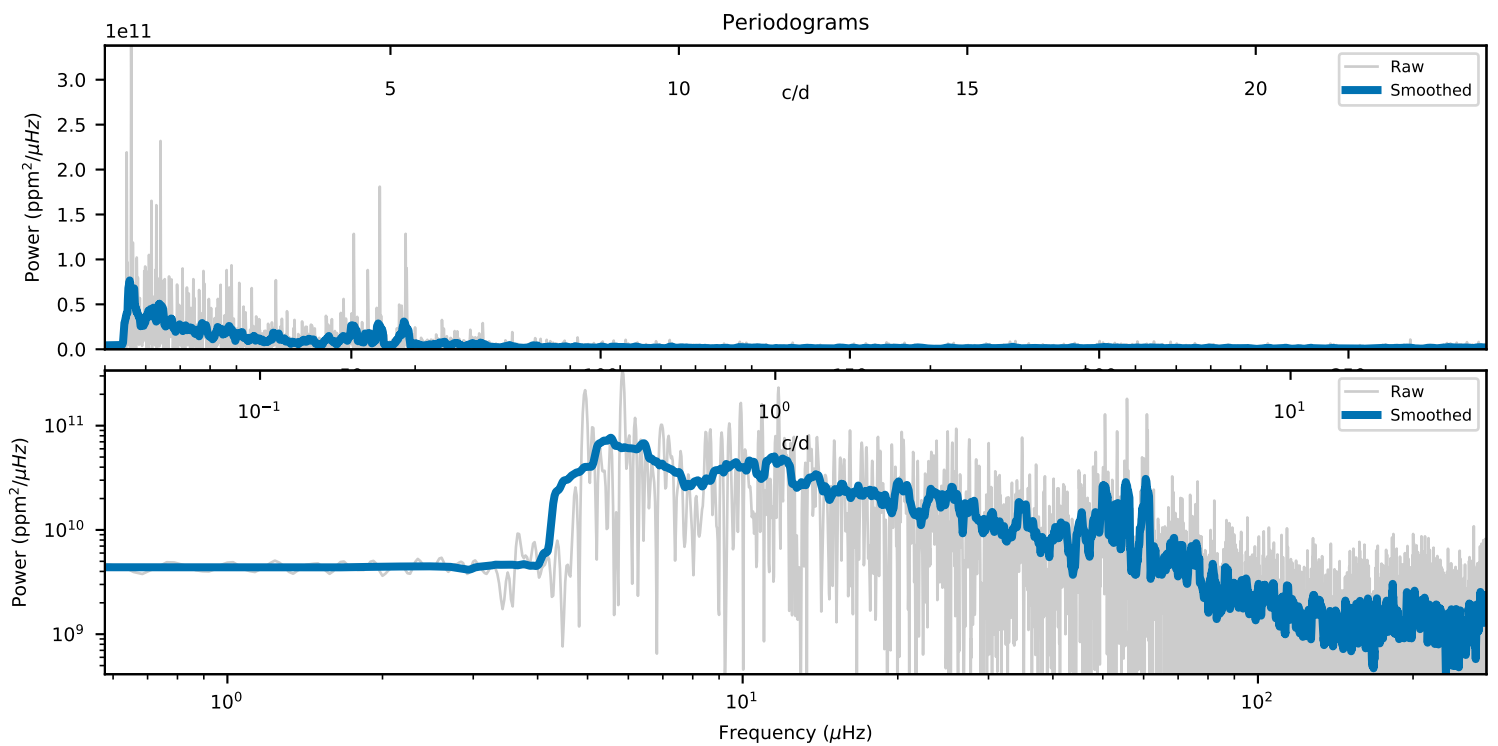 Periodograms
1e11
Raw
Smoothed
5 10 15 20
c/d
3.0
2.5
2.0
1.5
1.0
0.5
0.0
Power (ppm²/μHz)
Raw
Smoothed
10⁻¹ 10⁰ 10¹
c/d
10¹¹
10¹⁰
10⁹
Power (ppm²/μHz)
10⁰ 10¹ 10²
Frequency (μHz)